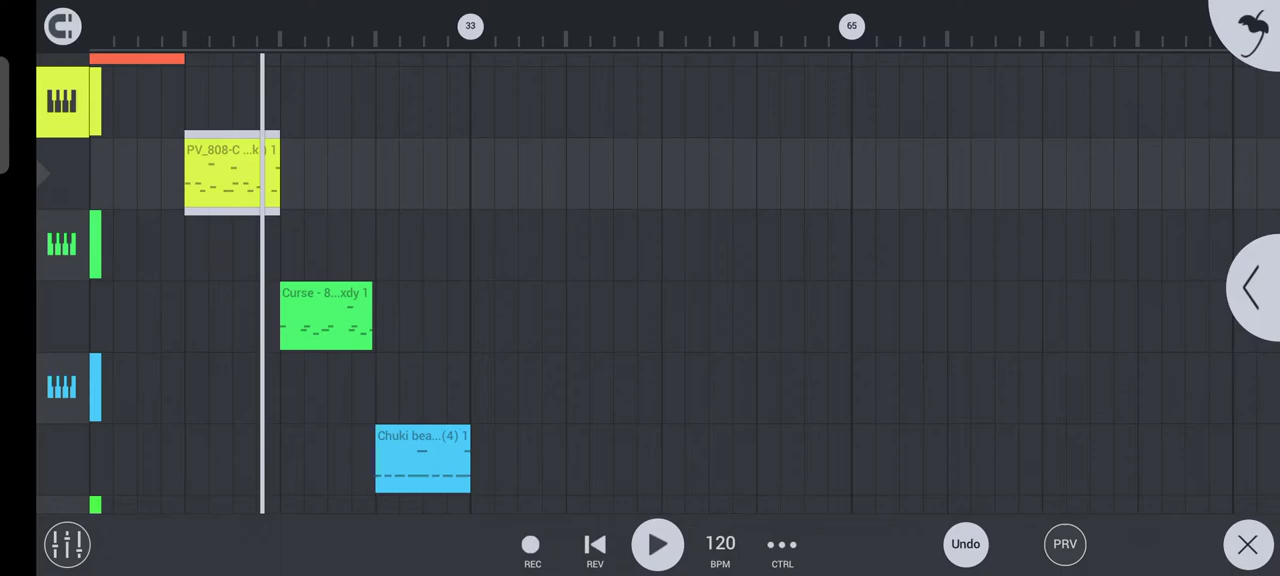 33
65
PV_808-C ...k) 1
Curse - 8...xdy 1
Chuki bea...(4) 1
120
Undo
PRV
REC
REV
BPM
CTRL